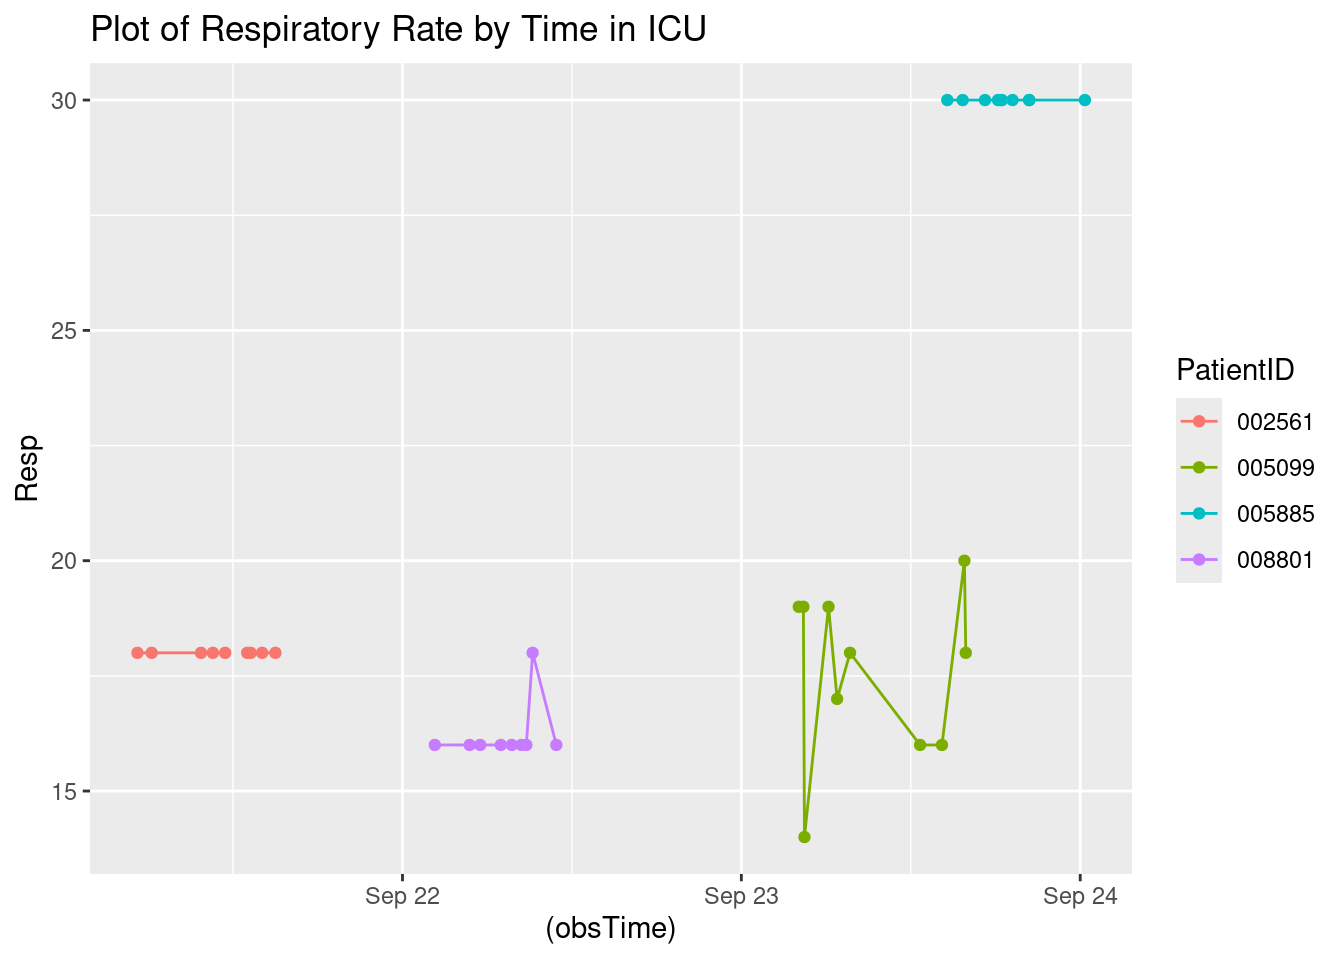 Plot of Respiratory Rate by Time in ICU
30
25
20
15
Resp
Sep 22
Sep 23
Sep 24
(obsTime)
PatientID
002561
005099
005885
008801